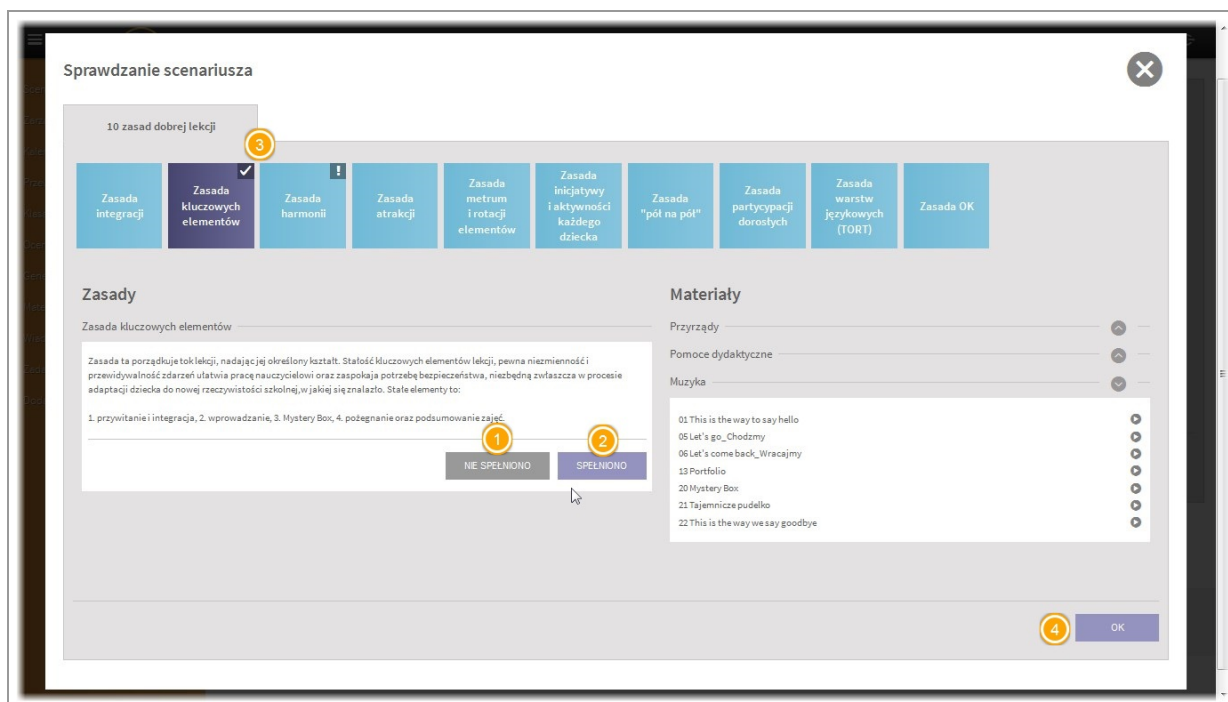 Sprawdzanie scenariusza
10 zasad dobrej lekcji
3
Zasada
integracji
Zasada
kluczowych
elementów
Zasada
harmonii
Zasada
atrakcji
Zasada
metrum
i rotacji
elementów
Zasada
inicjatywy
i aktywności
każdego
dziecka
Zasada
"pół na pół"
Zasada
partycypacji
dorosłych
Zasada
warstw
językowych
(TORT)
Zasada OK
Zasady
Zasada kluczowych elementów
Zasada ta porządkuje tok lekcji, nadając jej określony kształt. Stałość kluczowych elementów lekcji, pewna niezmienność i
przewidywalność zdarzeń ułatwia pracę nauczycielowi oraz zaspokaja potrzebę bezpieczeństwa, niezbędną zwłaszcza w procesie
adaptacji dziecka do nowej rzeczywistości szkolnej, w jakiej się znalazło. Stałe elementy to:
1. przywitanie i integracja, 2. wprowadzanie, 3. Mystery Box, 4. pożegnanie oraz podsumowanie zajęć.
1
2
NIE SPEŁNIONO
SPEŁNIONO
Materiały
Przyrządy
Pomoce dydaktyczne
Muzyka
01 This is the way to say hello
05 Let's go_Chodzmy
06 Let's come back_Wracajmy
13 Portfolio
20 Mystery Box
21 Tajemnicze pudelko
22 This is the way we say goodbye
4
OK